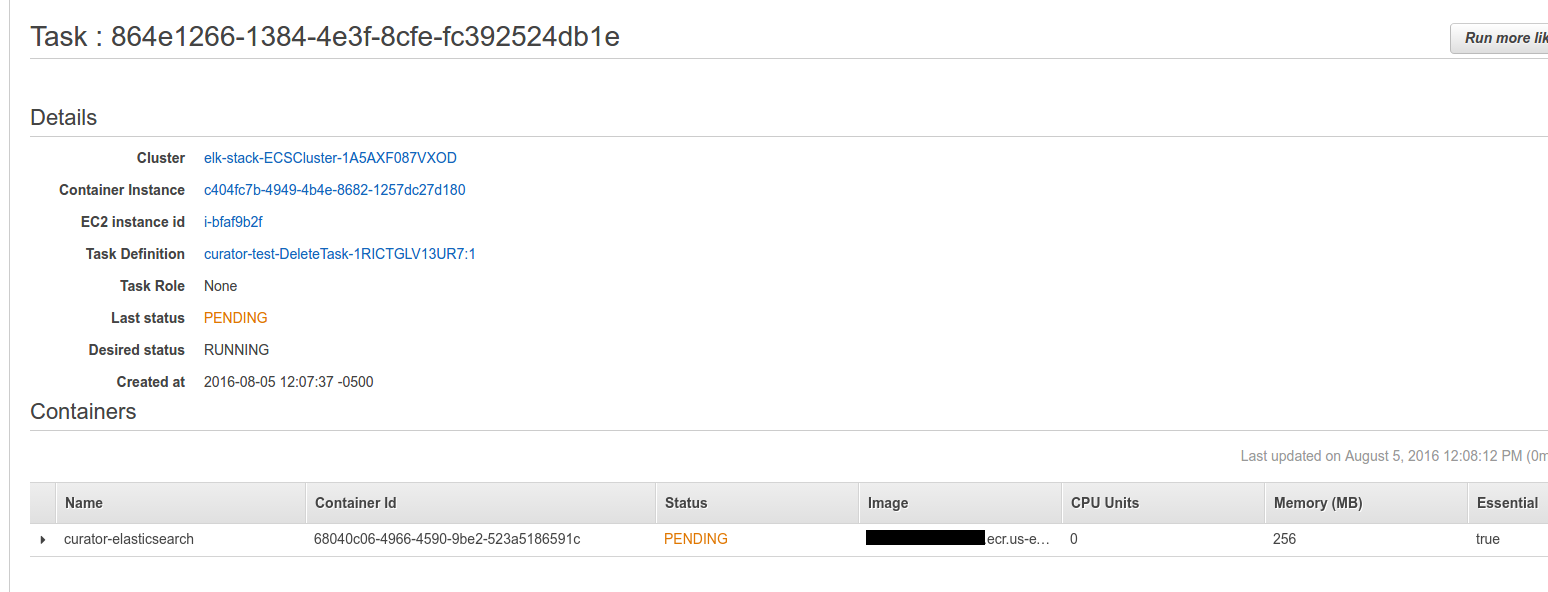 Task : 864e1266-1384-4e3f-8cfe-fc392524db1e
Run more lik
Details
Cluster elk-stack-ECSCluster-1A5AXF087VXOD
Container Instance c404fc7b-4949-4b4e-8682-1257dc27d180
EC2 instance id i-bfaf9b2f
Task Definition curator-test-DeleteTask-1RICTGLV13UR7:1
Task Role None
Last status PENDING
Desired status RUNNING
Created at 2016-08-05 12:07:37 -0500
Containers
Last updated on August 5, 2016 12:08:12 PM (0m
Name Container Id Status Image CPU Units Memory (MB) Essential
curator-elasticsearch 68040c06-4966-4590-9be2-523a5186591c PENDING ecr.us-e… 0 256 true